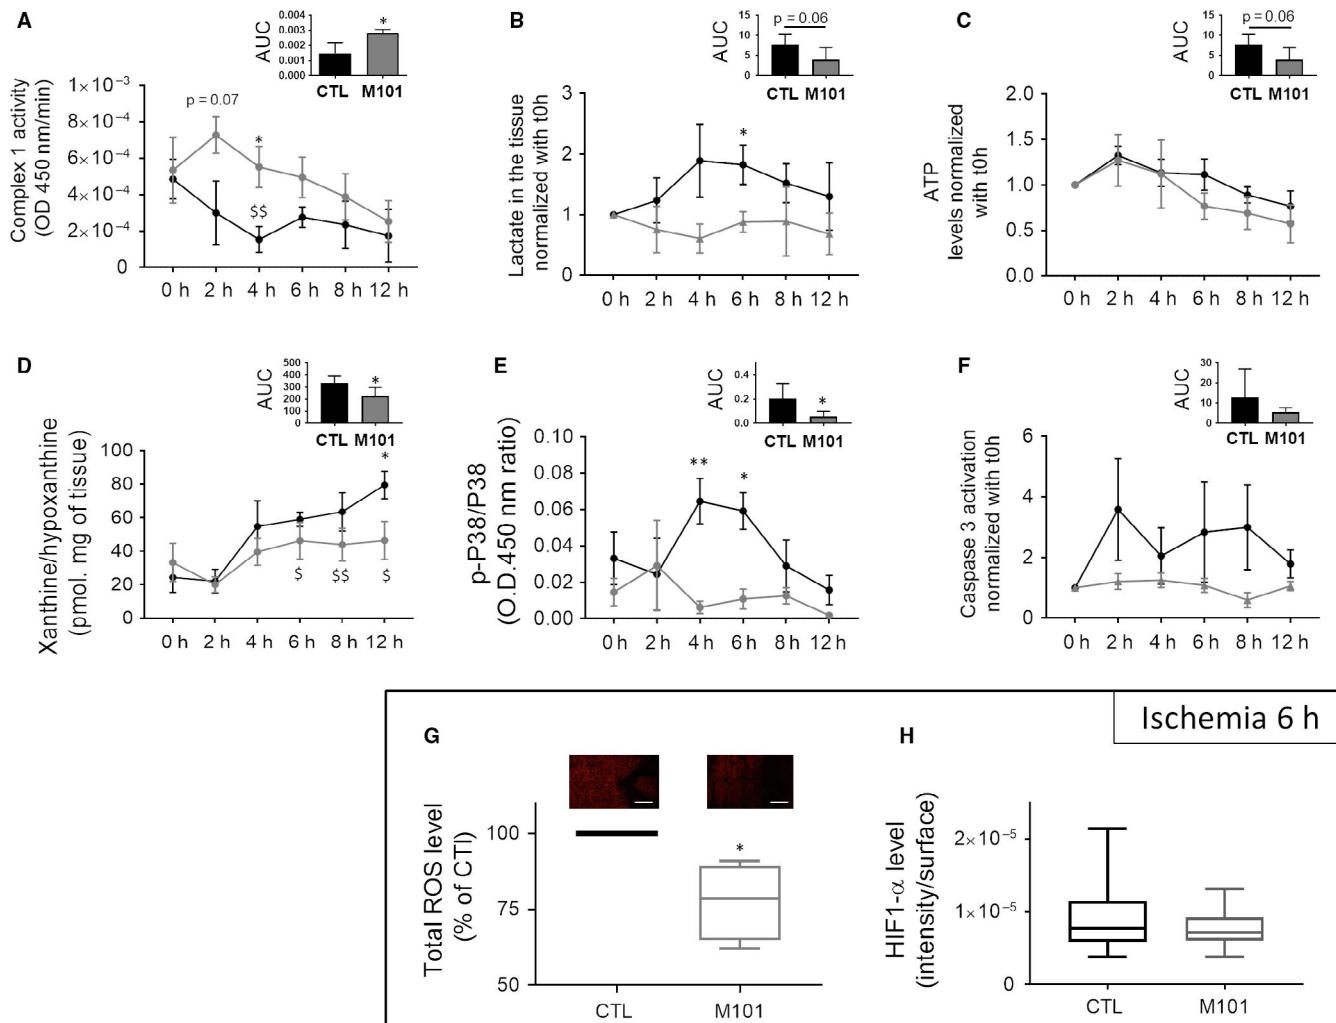 A
AUC
0.004
0.003
0.002
0.001
0.000
*
CTL M101
Complex 1 activity
(OD 450 nm/min)
1×10⁻³
8×10⁻⁴
6×10⁻⁴
4×10⁻⁴
2×10⁻⁴
0
p = 0.07
*
$$
0 h 2 h 4 h 6 h 8 h 12 h
B
AUC
15
10
5
0
p = 0.06
CTL M101
Lactate in the tissue
normalized with t0h
3
2
1
0
*
0 h 2 h 4 h 6 h 8 h 12 h
C
AUC
15
10
5
0
p = 0.06
CTL M101
ATP
levels normalized
with t0h
2.0
1.5
1.0
0.5
0.0
0 h 2 h 4 h 6 h 8 h 12 h
D
AUC
500
400
300
200
100
0
*
CTL M101
Xanthine/hypoxanthine
(pmol. mg of tissue)
100
80
60
40
20
0
*
$ $$ $
0 h 2 h 4 h 6 h 8 h 12 h
E
AUC
0.4
0.2
0.0
*
CTL M101
p-P38/P38
(O.D.450 nm ratio)
0.10
0.08
0.06
0.04
0.02
0.00
** *
0 h 2 h 4 h 6 h 8 h 12 h
F
AUC
30
20
10
0
CTL M101
Caspase 3 activation
normalized with t0h
6
4
2
0
0 h 2 h 4 h 6 h 8 h 12 h
Ischemia 6 h
G
Total ROS level
(% of CTl)
100
75
50
*
CTL M101
H
HIF1-α level
(intensity/surface)
2×10⁻⁵
1×10⁻⁵
0
CTL M101